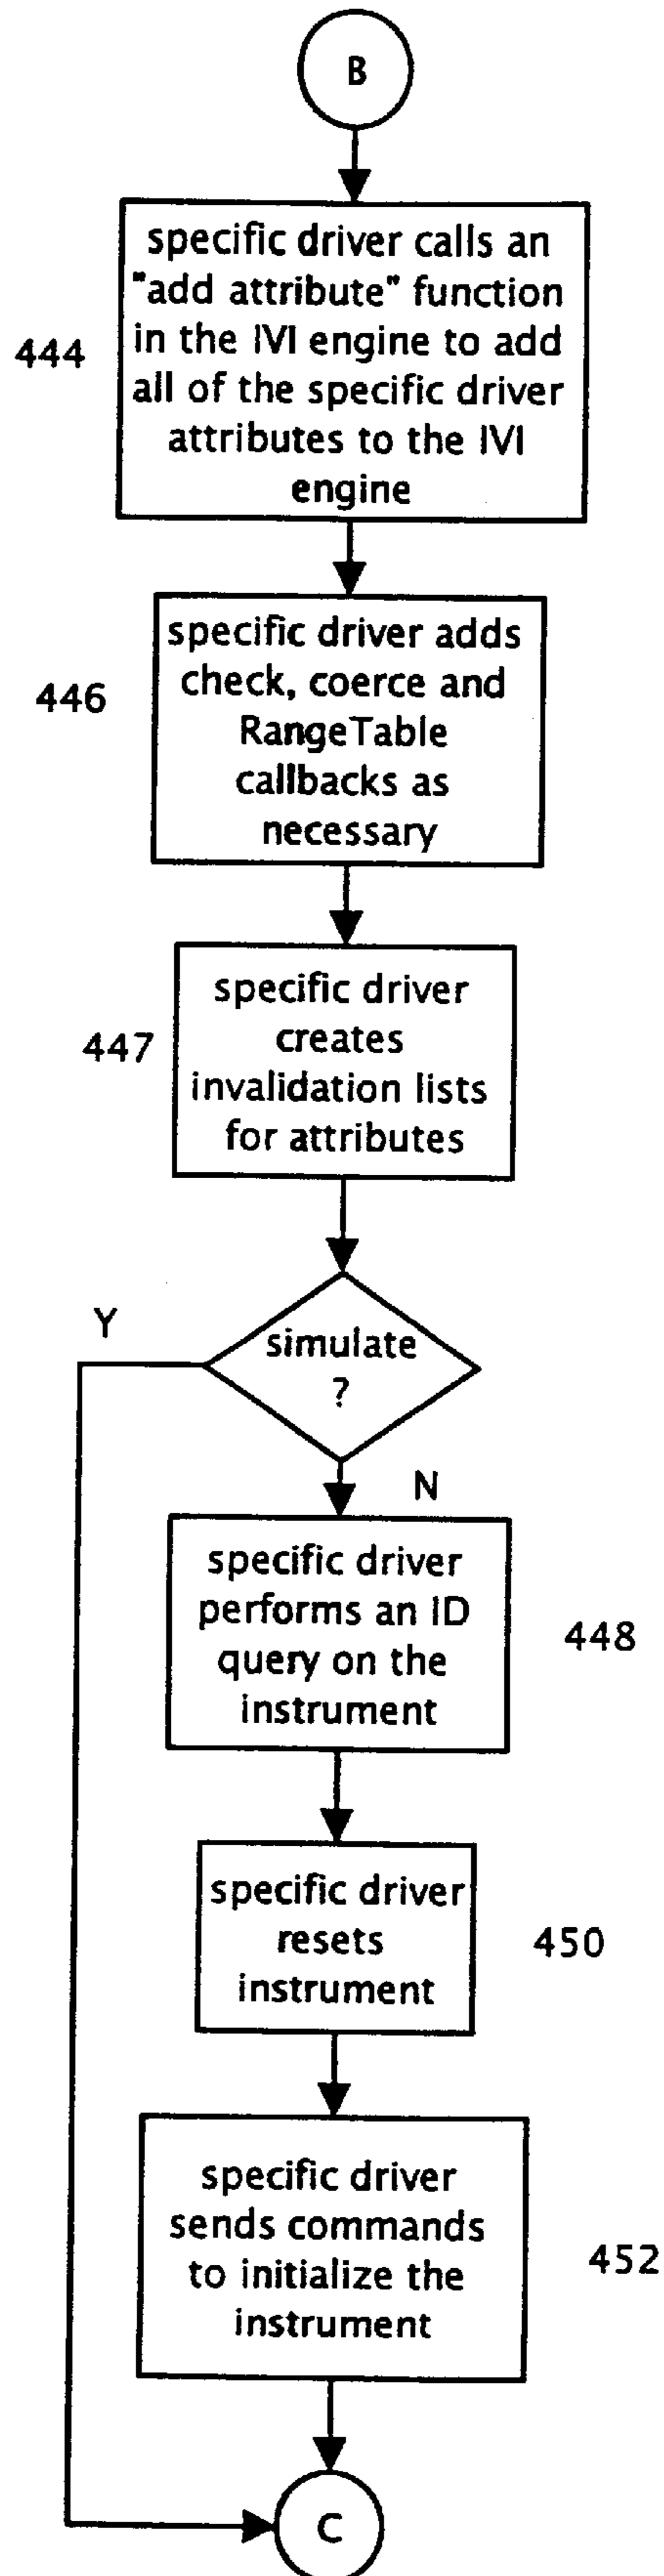 B
444
specific driver calls an
"add attribute" function
in the IVI engine to add
all of the specific driver
attributes to the IVI
engine
446
specific driver adds
check, coerce and
RangeTable
callbacks as
necessary
447
specific driver
creates
invalidation lists
for attributes
Y
simulate
?
N
specific driver
performs an ID
query on the
instrument
448
specific driver
resets
instrument
450
specific driver
sends commands
to initialize the
instrument
452
C